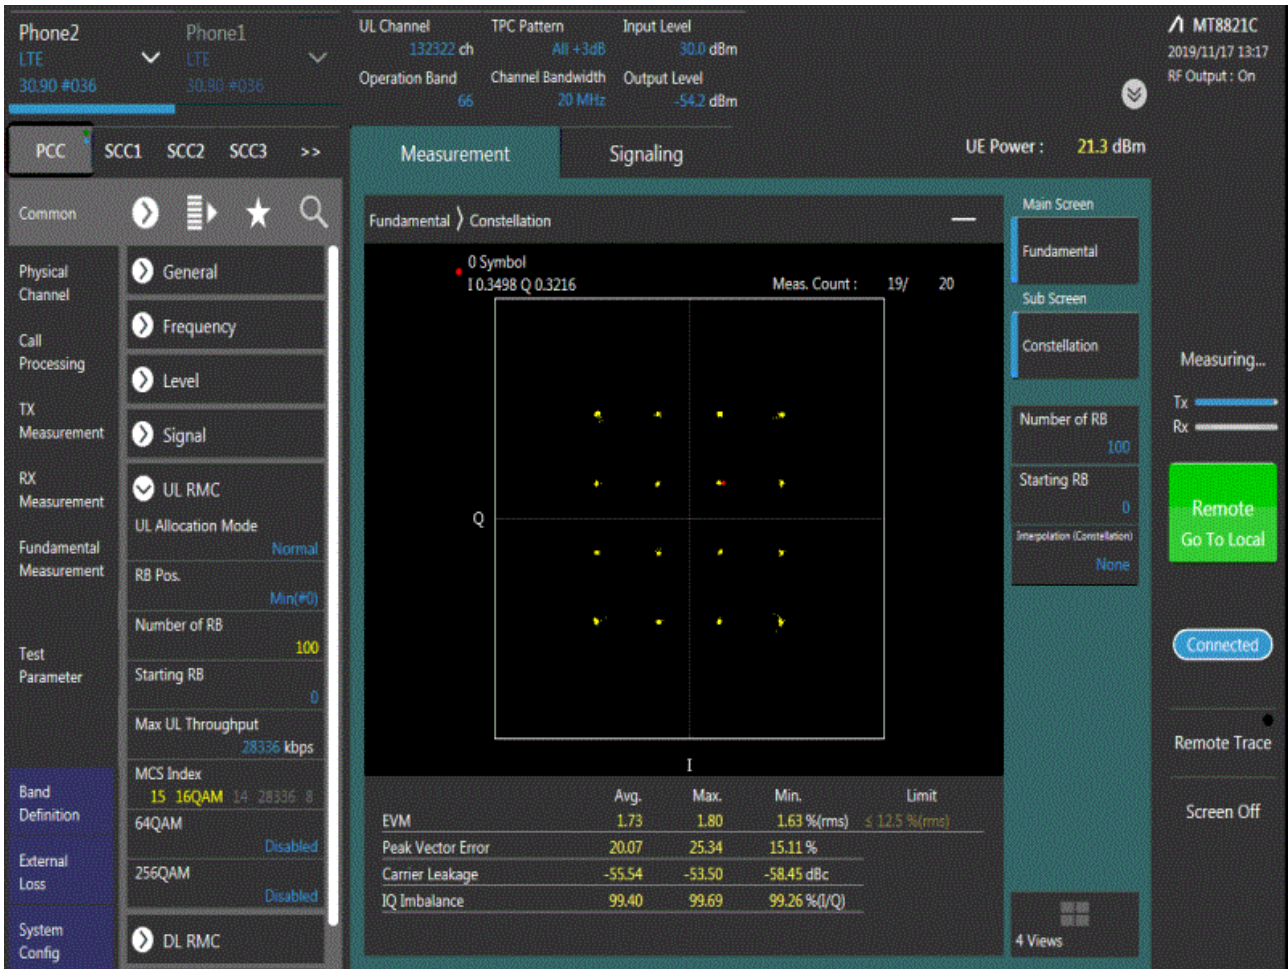 Phone2
LTE
30.90 #036
Phone1
LTE
30.90 #036
UL Channel
132322 ch
TPC Pattern
All +3dB
Input Level
30.0 dBm
Operation Band
66
Channel Bandwidth
20 MHz
Output Level
-54.2 dBm
MT8821C
2019/11/17 13:17
RF Output : On
PCC SCC1 SCC2 SCC3 >>
Measurement
Signaling
UE Power : 21.3 dBm
Common
Physical
Channel
Call
Processing
TX
Measurement
RX
Measurement
Fundamental
Measurement
Test
Parameter
Band
Definition
External
Loss
System
Config
General
Frequency
Level
Signal
UL RMC
UL Allocation Mode
Normal
RB Pos.
Min(#0)
Number of RB
100
Starting RB
0
Max UL Throughput
28336 kbps
MCS Index
15 16QAM 14 28336 8
64QAM
Disabled
256QAM
Disabled
DL RMC
Fundamental 〉 Constellation
0 Symbol
I 0.3498 Q 0.3216
Meas. Count : 19/ 20
Q
I
Avg. Max. Min. Limit
EVM 1.73 1.80 1.63 %(rms) ≤ 12.5 %(rms)
Peak Vector Error 20.07 25.34 15.11 %
Carrier Leakage -55.54 -53.50 -58.45 dBc
IQ Imbalance 99.40 99.69 99.26 %(I/Q)
Main Screen
Fundamental
Sub Screen
Constellation
Number of RB
100
Starting RB
0
Interpolation (Constellation)
None
4 Views
Measuring...
Tx
Rx
Remote
Go To Local
Connected
Remote Trace
Screen Off